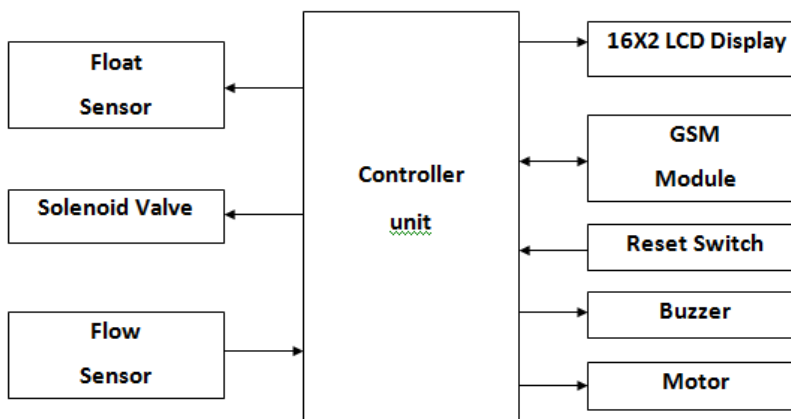 Float
Sensor
Solenoid Valve
Flow
Sensor
Controller
unit
16X2 LCD Display
GSM
Module
Reset Switch
Buzzer
Motor